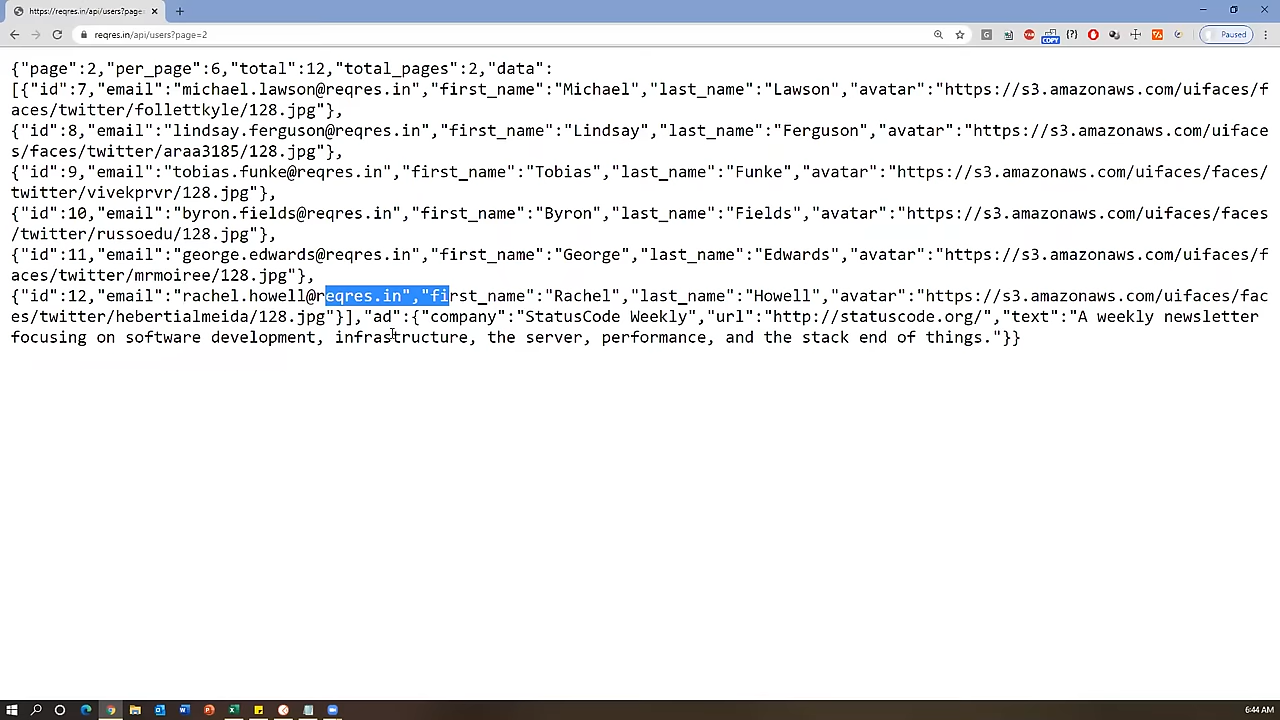 https://reqres.in/api/users?page=
reqres.in/api/users?page=2
Paused
{"page":2,"per_page":6,"total":12,"total_pages":2,"data":
[{"id":7,"email":"michael.lawson@reqres.in","first_name":"Michael","last_name":"Lawson","avatar":"https://s3.amazonaws.com/uifaces/f
aces/twitter/follettkyle/128.jpg"},
{"id":8,"email":"lindsay.ferguson@reqres.in","first_name":"Lindsay","last_name":"Ferguson","avatar":"https://s3.amazonaws.com/uiface
s/faces/twitter/araa3185/128.jpg"},
{"id":9,"email":"tobias.funke@reqres.in","first_name":"Tobias","last_name":"Funke","avatar":"https://s3.amazonaws.com/uifaces/faces/
twitter/vivekprvr/128.jpg"},
{"id":10,"email":"byron.fields@reqres.in","first_name":"Byron","last_name":"Fields","avatar":"https://s3.amazonaws.com/uifaces/faces
/twitter/russoedu/128.jpg"},
{"id":11,"email":"george.edwards@reqres.in","first_name":"George","last_name":"Edwards","avatar":"https://s3.amazonaws.com/uifaces/f
aces/twitter/mrmoiree/128.jpg"},
{"id":12,"email":"rachel.howell@reqres.in","first_name":"Rachel","last_name":"Howell","avatar":"https://s3.amazonaws.com/uifaces/fac
es/twitter/hebertialmeida/128.jpg"}],"ad":{"company":"StatusCode Weekly","url":"http://statuscode.org/","text":"A weekly newsletter
focusing on software development, infrastructure, the server, performance, and the stack end of things."}}
6:44 AM